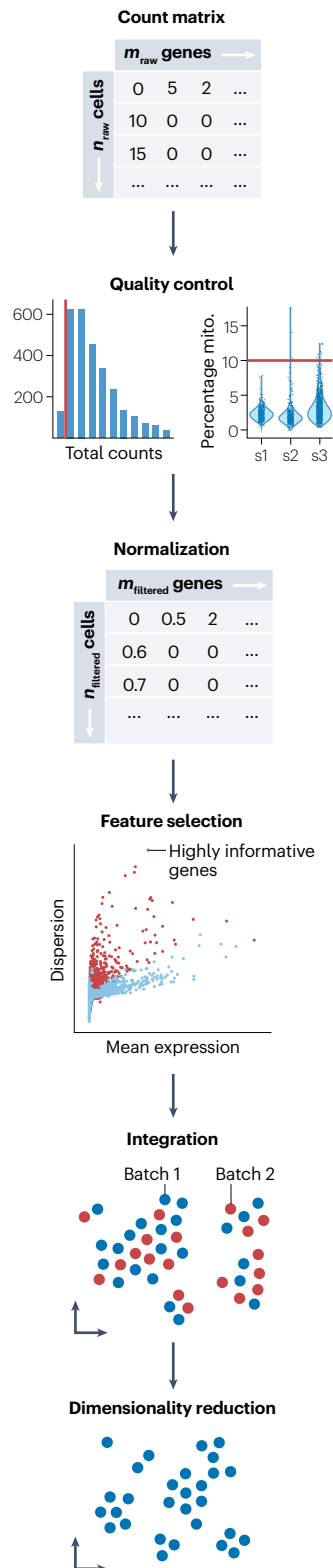 Count matrix
m_raw genes
n_raw cells
0 5 2 ...
10 0 0 ...
15 0 0 ...
... ... ... ...
Quality control
600
400
200
Total counts
Percentage mito.
15
10
5
0
s1 s2 s3
Normalization
m_filtered genes
n_filtered cells
0 0.5 2 ...
0.6 0 0 ...
0.7 0 0 ...
... ... ... ...
Feature selection
Highly informative
genes
Dispersion
Mean expression
Integration
Batch 1 Batch 2
Dimensionality reduction